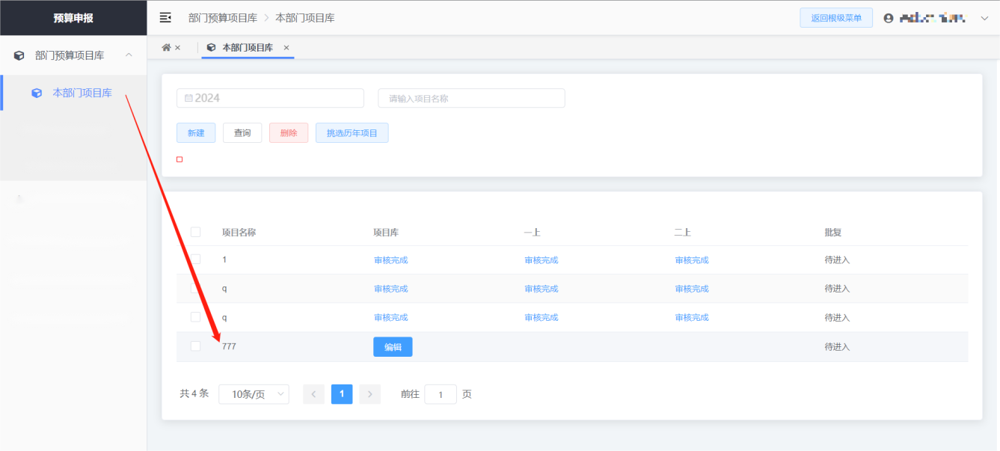 预算申报
部门预算项目库 > 本部门项目库
返回根级菜单
部门预算项目库
本部门项目库
本部门项目库
2024
请输入项目名称
新建 查询 删除 挑选历年项目
项目名称 项目库 一上 二上 批复
1 审核完成 审核完成 审核完成 待进入
q 审核完成 审核完成 审核完成 待进入
q 审核完成 审核完成 审核完成 待进入
777 编辑 待进入
共 4 条 10条/页 1 前往 1 页